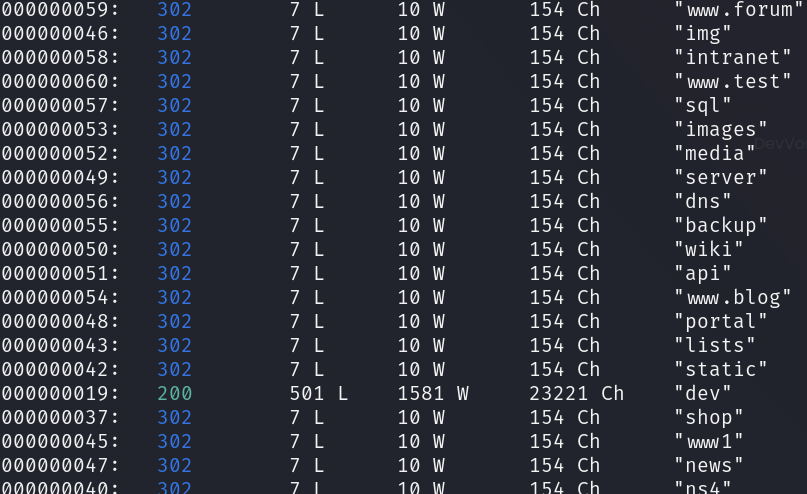 000000059: 302 7 L 10 W 154 Ch "www.forum"
000000046: 302 7 L 10 W 154 Ch "img"
000000058: 302 7 L 10 W 154 Ch "intranet"
000000060: 302 7 L 10 W 154 Ch "www.test"
000000057: 302 7 L 10 W 154 Ch "sql"
000000053: 302 7 L 10 W 154 Ch "images"
000000052: 302 7 L 10 W 154 Ch "media"
000000049: 302 7 L 10 W 154 Ch "server"
000000056: 302 7 L 10 W 154 Ch "dns"
000000055: 302 7 L 10 W 154 Ch "backup"
000000050: 302 7 L 10 W 154 Ch "wiki"
000000051: 302 7 L 10 W 154 Ch "api"
000000054: 302 7 L 10 W 154 Ch "www.blog"
000000048: 302 7 L 10 W 154 Ch "portal"
000000043: 302 7 L 10 W 154 Ch "lists"
000000042: 302 7 L 10 W 154 Ch "static"
000000019: 200 501 L 1581 W 23221 Ch "dev"
000000037: 302 7 L 10 W 154 Ch "shop"
000000045: 302 7 L 10 W 154 Ch "www1"
000000047: 302 7 L 10 W 154 Ch "news"
000000040: 302 7 L 10 W 154 Ch "ns4"